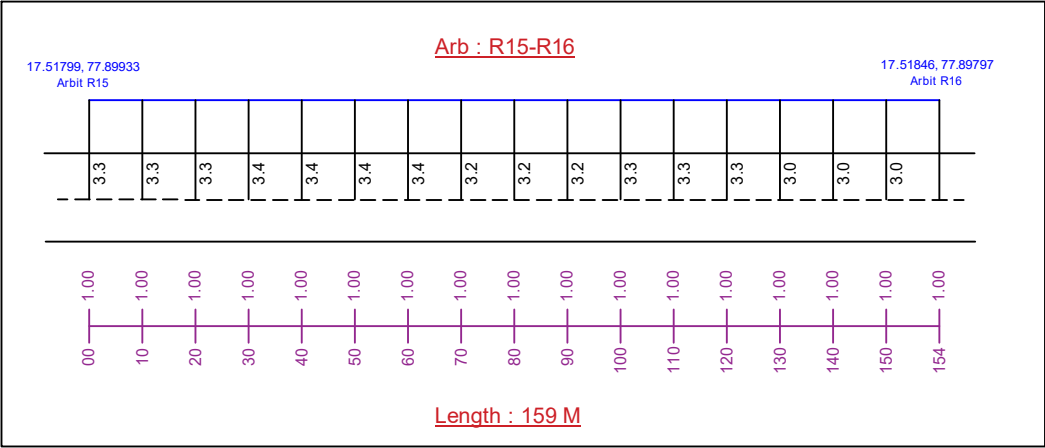 Arb : R15-R16
17.51799, 77.89933
Arbit R15
17.51846, 77.89797
Arbit R16
3.3 3.3 3.3 3.4 3.4 3.4 3.4 3.2 3.2 3.2 3.3 3.3 3.3 3.0 3.0 3.0
1.00 1.00 1.00 1.00 1.00 1.00 1.00 1.00 1.00 1.00 1.00 1.00 1.00 1.00 1.00 1.00 1.00
00 10 20 30 40 50 60 70 80 90 100 110 120 130 140 150 154
Length : 159 M